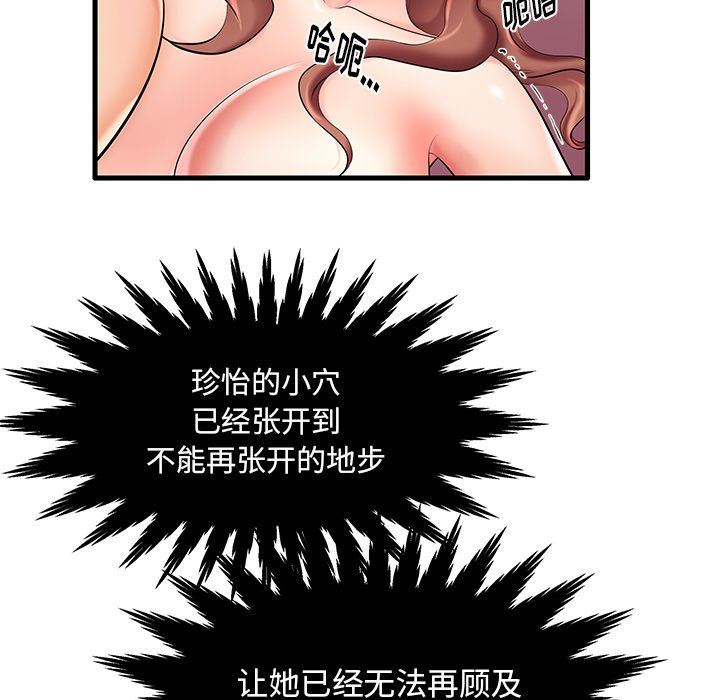 呃嗬
哈呃…
珍怡的小穴
已经张开到
不能再张开的地步
让她已经无法再顾及